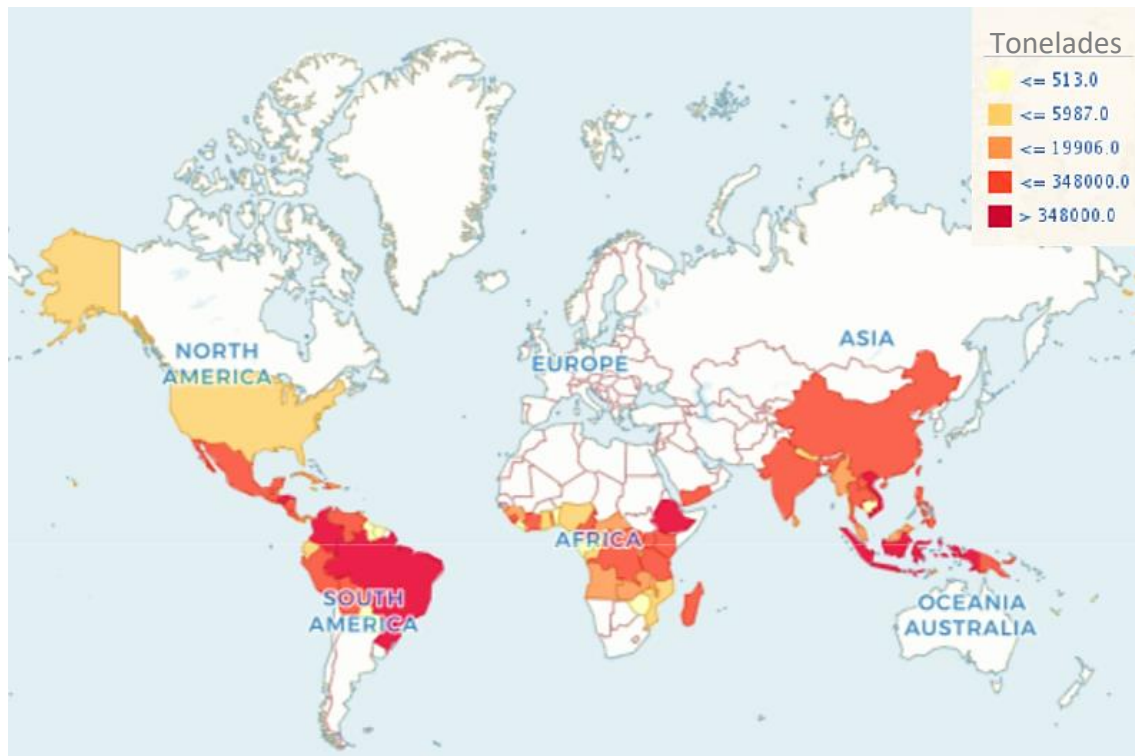 Tonelades
<= 513.0
<= 5987.0
<= 19906.0
<= 348000.0
> 348000.0
NORTH
AMERICA
EUROPE
ASIA
AFRICA
SOUTH
AMERICA
OCEANIA
AUSTRALIA